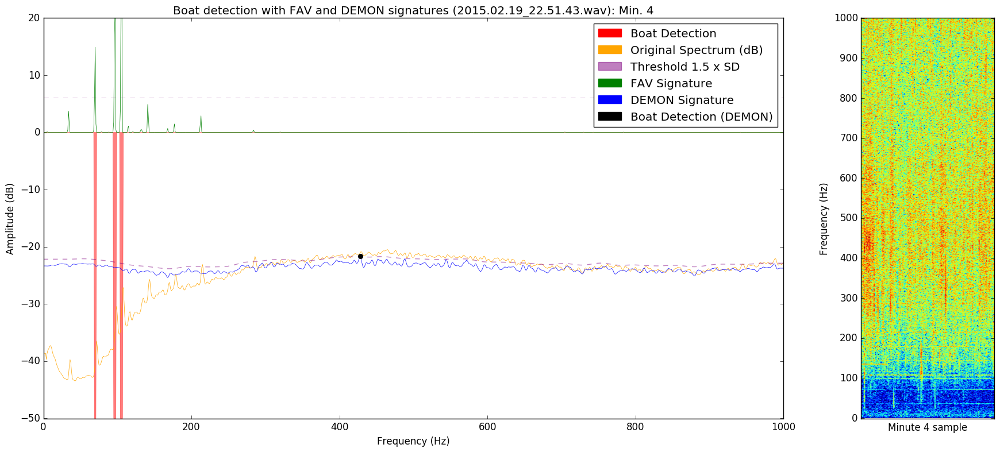 Boat detection with FAV and DEMON signatures (2015.02.19_22.51.43.wav): Min. 4
Boat Detection
Original Spectrum (dB)
Threshold 1.5 x SD
FAV Signature
DEMON Signature
Boat Detection (DEMON)
Amplitude (dB)
20
10
0
−10
−20
−30
−40
−50
0
200
400
600
800
1000
Frequency (Hz)
Frequency (Hz)
1000
900
800
700
600
500
400
300
200
100
0
Minute 4 sample